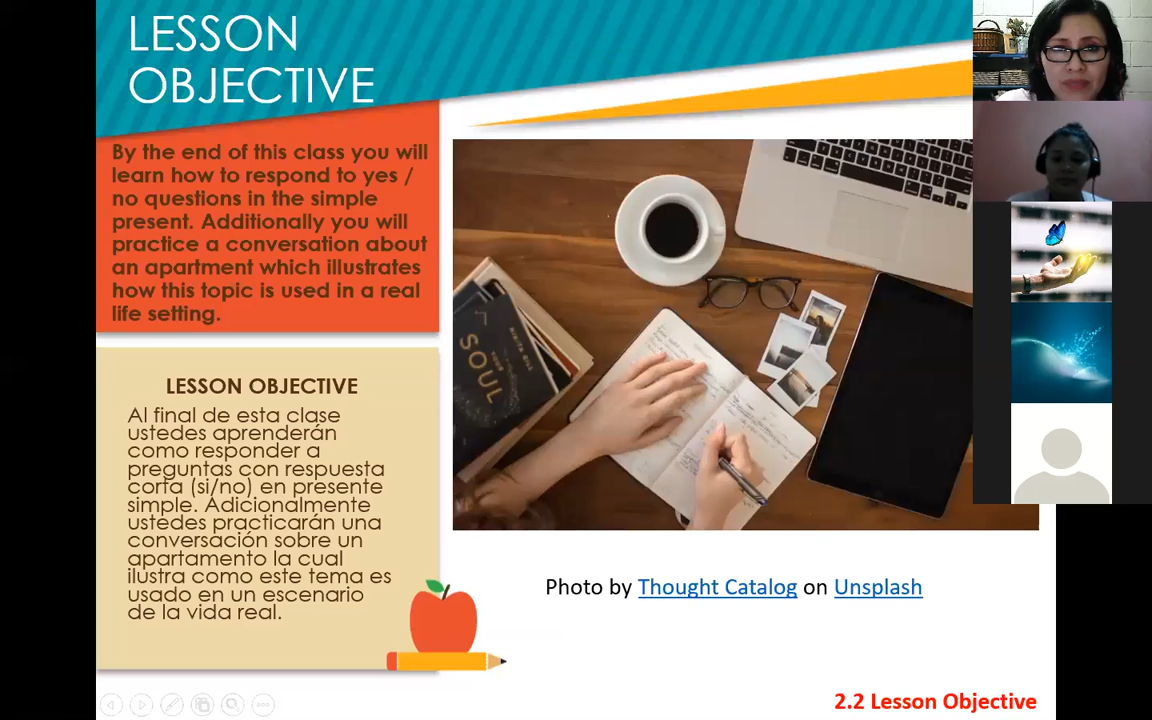 LESSON
OBJECTIVE
By the end of this class you will
learn how to respond to yes /
no questions in the simple
present. Additionally you will
practice a conversation about
an apartment which illustrates
how this topic is used in a real
life setting.
LESSON OBJECTIVE
Al final de esta clase
ustedes aprenderán
como responder a
preguntas con respuesta
corta (si/no) en presente
simple. Adicionalmente
ustedes practicarán una
conversación sobre un
apartamento la cual
ilustra como este tema es
usado en un escenario
de la vida real.
YOUR
SOUL
Photo by Thought Catalog on Unsplash
2.2 Lesson Objective